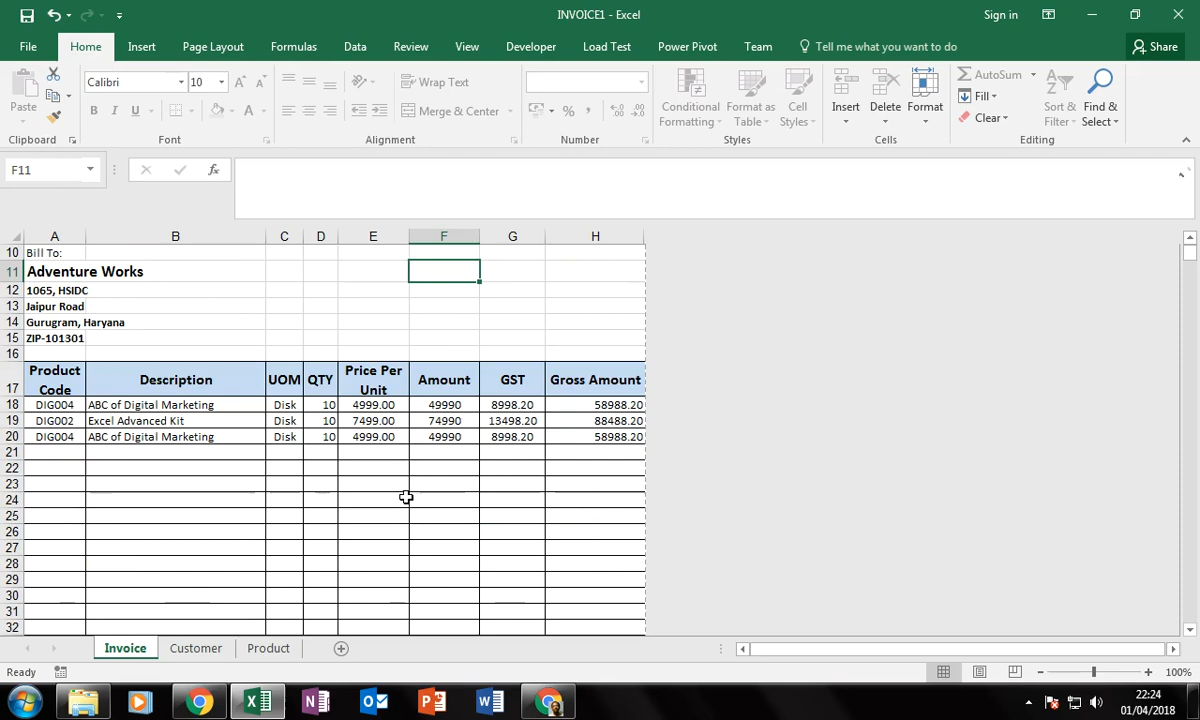 INVOICE1 - Excel
Sign in
File Home Insert Page Layout Formulas Data Review View Developer Load Test Power Pivot Team Tell me what you want to do Share
Paste
Calibri 10
B I U
Wrap Text
Merge & Center
Conditional Formatting
Format as Table
Cell Styles
Insert Delete Format
AutoSum
Fill
Clear
Sort & Filter
Find & Select
Clipboard Font Alignment Number Styles Cells Editing
F11 fx
A B C D E F G H
10 Bill To:
11 Adventure Works
12 1065, HSIDC
13 Jaipur Road
14 Gurugram, Haryana
15 ZIP-101301
16
17 Product Code Description UOM QTY Price Per Unit Amount GST Gross Amount
18 DIG004 ABC of Digital Marketing Disk 10 4999.00 49990 8998.20 58988.20
19 DIG002 Excel Advanced Kit Disk 10 7499.00 74990 13498.20 88488.20
20 DIG004 ABC of Digital Marketing Disk 10 4999.00 49990 8998.20 58988.20
21
22
23
24
25
26
27
28
29
30
31
32
Invoice Customer Product
Ready 100%
22:24
01/04/2018